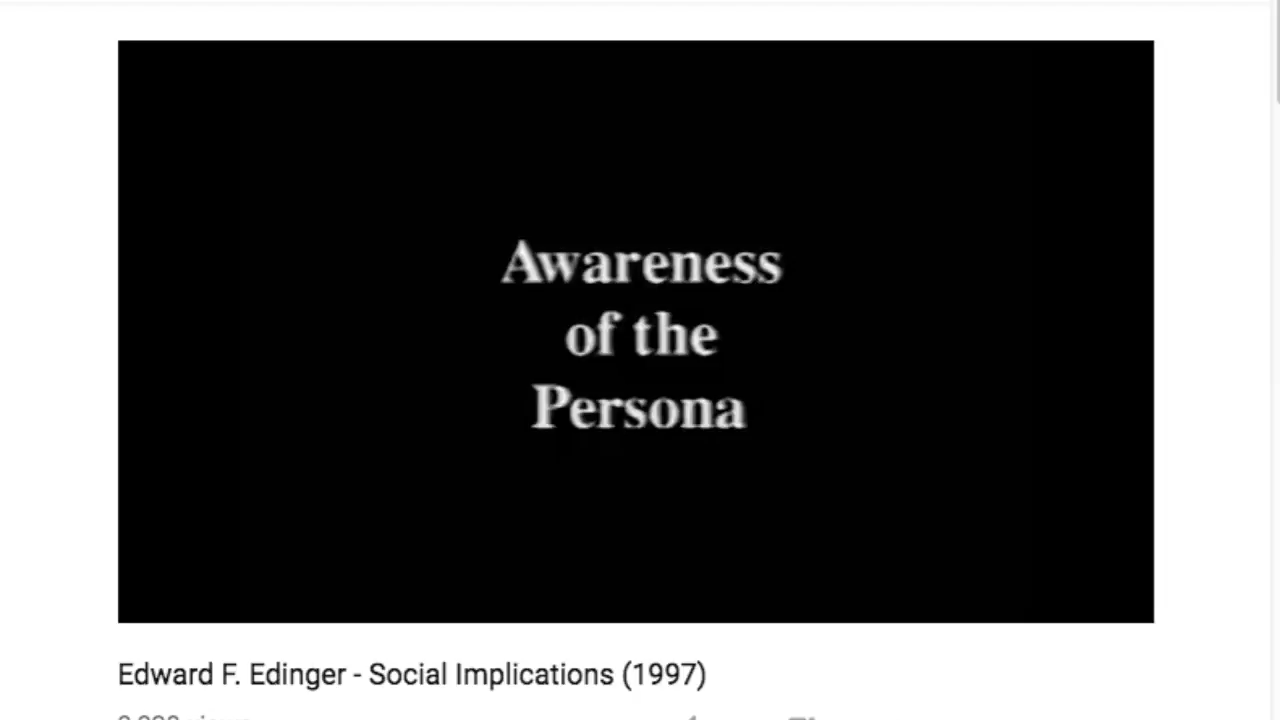 Awareness
of the
Persona
Edward F. Edinger - Social Implications (1997)